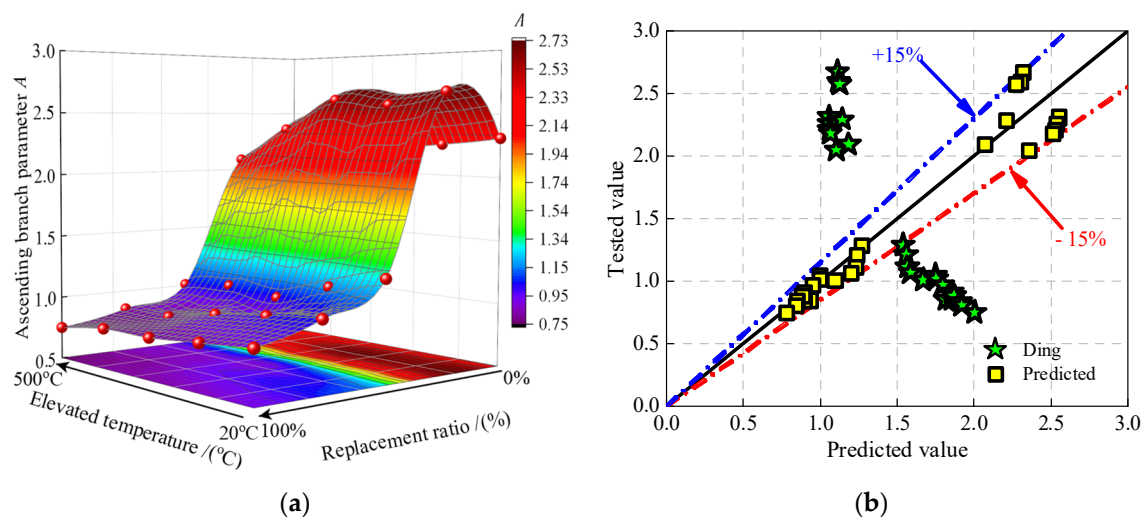 A
3.0
2.5
2.0
1.5
1.0
0.5
Ascending branch parameter A
500°C
20°C
Elevated temperature /(°C)
100%
0%
Replacement ratio /(%)
2.73
2.54
2.34
2.14
1.94
1.74
1.54
1.35
1.15
0.95
0.75
(a)
3.0
2.5
2.0
1.5
1.0
0.5
0.0
Tested value
+15%
- 15%
Ding
Predicted
0.0 0.5 1.0 1.5 2.0 2.5 3.0
Predicted value
(b)